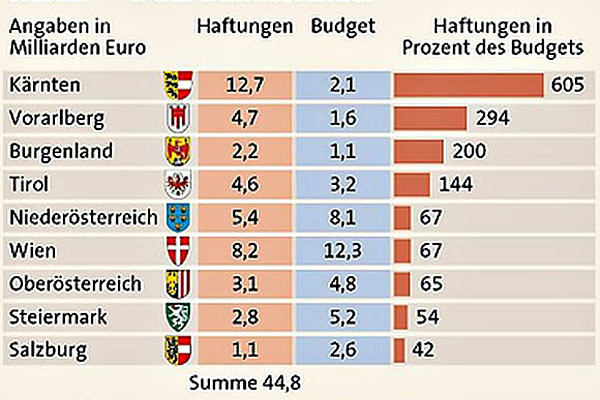 Angaben in Milliarden Euro Haftungen Budget Haftungen in Prozent des Budgets
Kärnten 12,7 2,1 605
Vorarlberg 4,7 1,6 294
Burgenland 2,2 1,1 200
Tirol 4,6 3,2 144
Niederösterreich 5,4 8,1 67
Wien 8,2 12,3 67
Oberösterreich 3,1 4,8 65
Steiermark 2,8 5,2 54
Salzburg 1,1 2,6 42
Summe 44,8